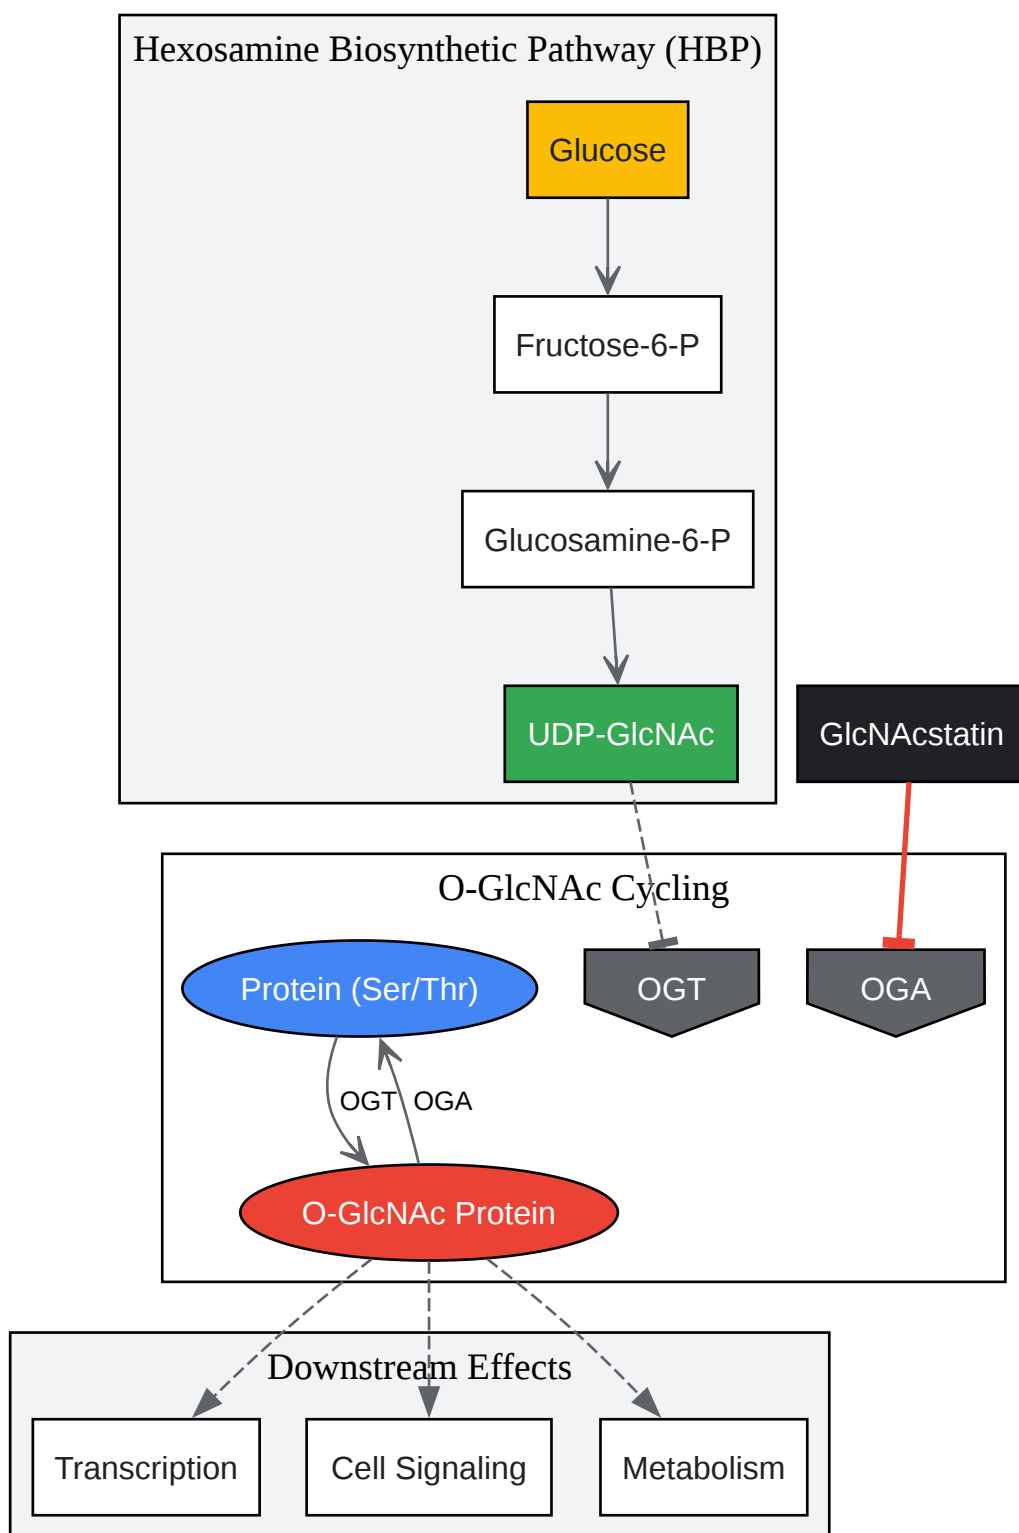 Hexosamine Biosynthetic Pathway (HBP)
Glucose
Fructose-6-P
Glucosamine-6-P
UDP-GlcNAc
GlcNAcstatin
O-GlcNAc Cycling
Protein (Ser/Thr)
OGT
OGA
OGT
OGA
O-GlcNAc Protein
Downstream Effects
Transcription
Cell Signaling
Metabolism